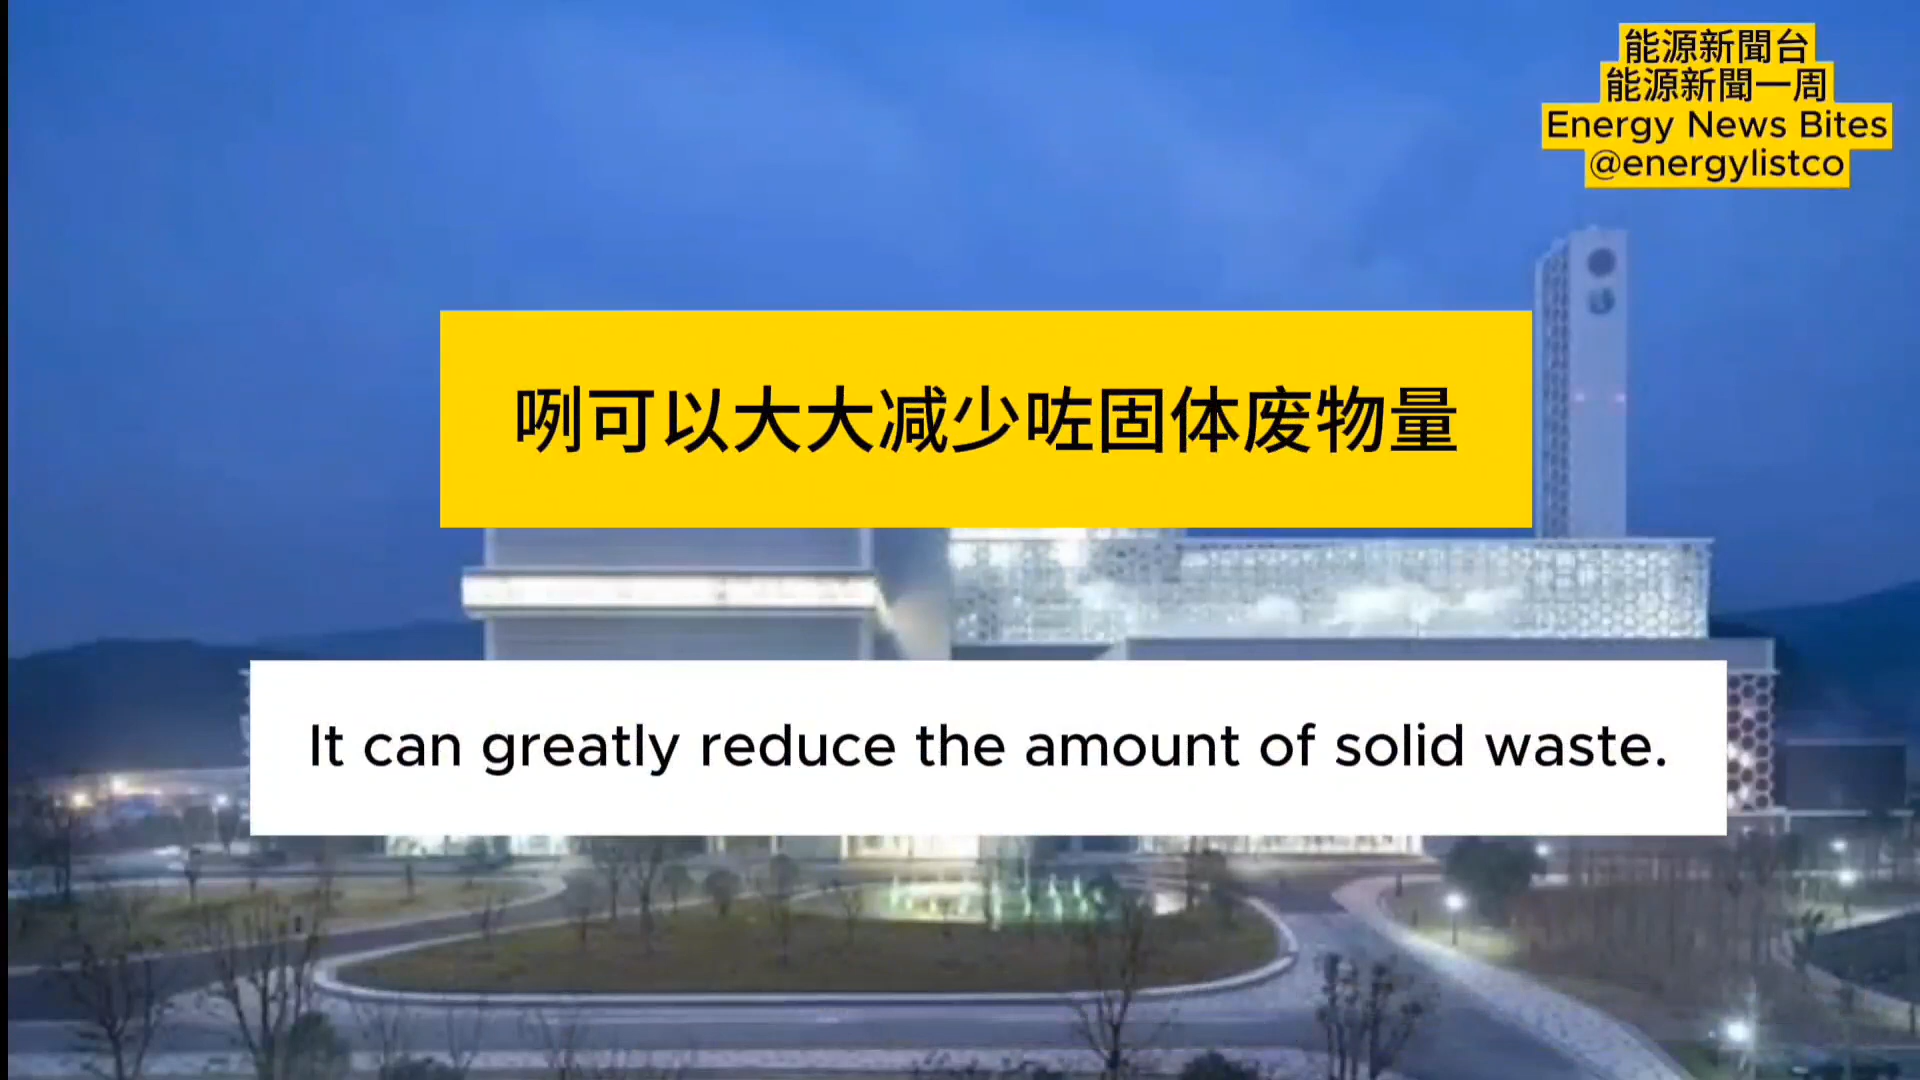 能源新聞台
能源新聞一周
Energy News Bites
@energylistco
咧可以大大减少咗固体废物量
It can greatly reduce the amount of solid waste.